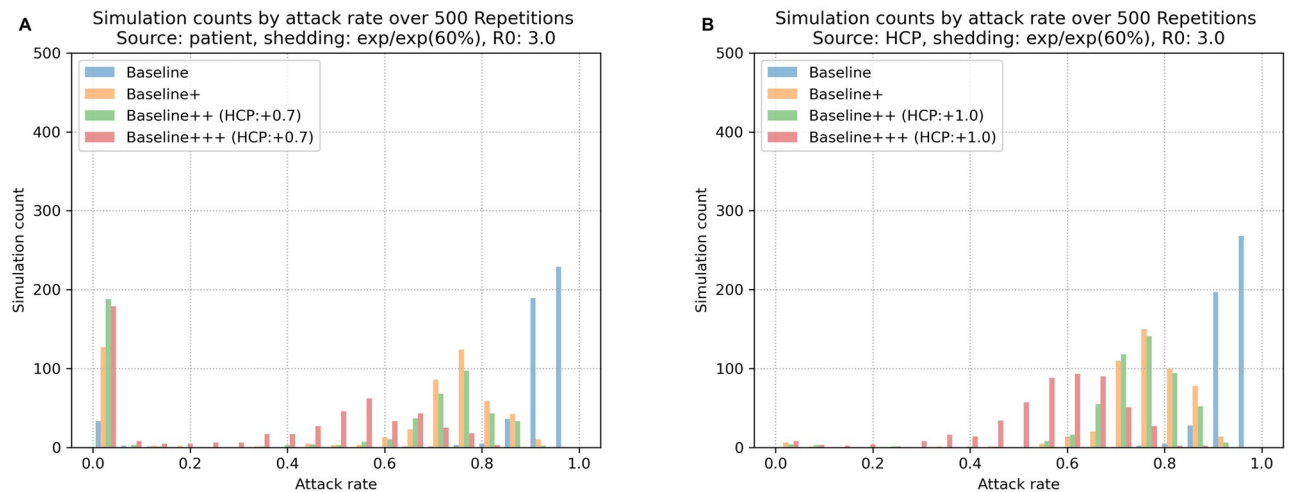 A
Simulation counts by attack rate over 500 Repetitions
Source: patient, shedding: exp/exp(60%), R0: 3.0
500
400
300
200
100
0
Simulation count
Baseline
Baseline+
Baseline++ (HCP:+0.7)
Baseline+++ (HCP:+0.7)
0.0 0.2 0.4 0.6 0.8 1.0
Attack rate
B
Simulation counts by attack rate over 500 Repetitions
Source: HCP, shedding: exp/exp(60%), R0: 3.0
500
400
300
200
100
0
Simulation count
Baseline
Baseline+
Baseline++ (HCP:+1.0)
Baseline+++ (HCP:+1.0)
0.0 0.2 0.4 0.6 0.8 1.0
Attack rate